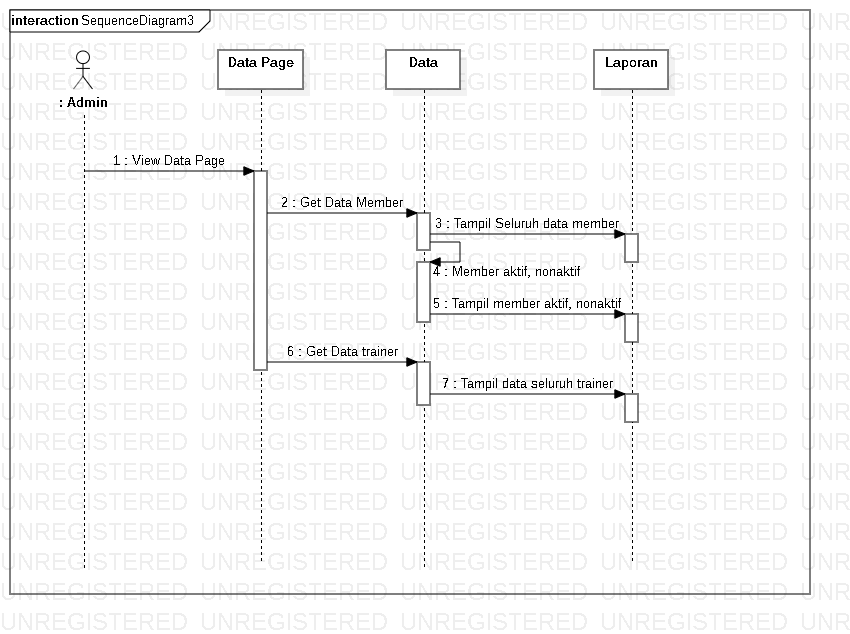 interaction SequenceDiagram3
Data Page
Data
Laporan
: Admin
1 : View Data Page
2 : Get Data Member
3 : Tampil Seluruh data member
4 : Member aktif, nonaktif
5 : Tampil member aktif, nonaktif
6 : Get Data trainer
7 : Tampil data seluruh trainer
UNREGISTERED